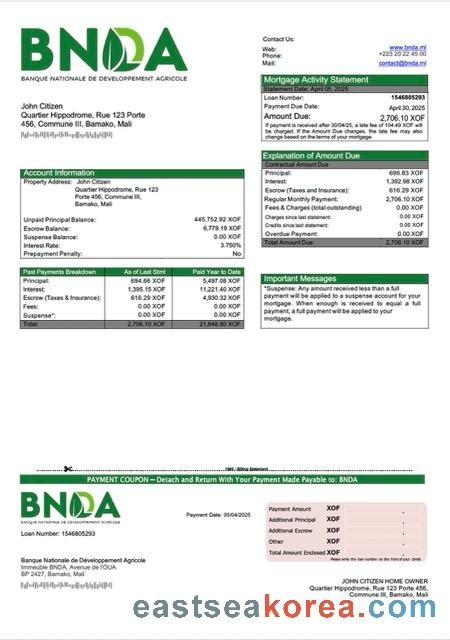 BNDA
BANQUE NATIONALE DE DEVELOPPEMENT AGRICOLE
Contact Us:
Web: www.bnda.ml
Phone: +223 20 22 45 00
Mail: contact@bnda.ml
John Citizen
Quartier Hippodrome, Rue 123 Porte
456, Commune III, Bamako, Mali
Mortgage Activity Statement
Statement Date: April 05, 2025
Loan Number: 1546805293
Payment Due Date: April 30, 2025
Amount Due: 2,706.10 XOF
If payment is received after 30/04/25, a late fee of 104.49 XOF will
be charged. If the Amount Due changes, the late fee may also
change based on the terms of your mortgage.
Explanation of Amount Due
Contractual Amount Due
Principal: 696.83 XOF
Interest: 1,392.98 XOF
Escrow (Taxes and Insurance): 616.29 XOF
Regular Monthly Payment: 2,706.10 XOF
Fees & Charges (total outstanding) 0.00 XOF
Charges since last statement: 0.00 XOF
Credits since last statement: 0.00 XOF
Overdue Payment: 0.00 XOF
Total Amount Due: 2,706.10 XOF
Account Information
Property Address: John Citizen
Quartier Hippodrome, Rue 123
Porte 456, Commune III,
Bamako, Mali
Unpaid Principal Balance: 445,752.92 XOF
Escrow Balance: 6,779.19 XOF
Suspense Balance: 0.00 XOF
Interest Rate: 3.750%
Prepayment Penalty: No
Past Payments Breakdown As of Last Stmt Paid Year to Date
Principal: 694.66 XOF 5,497.08 XOF
Interest: 1,395.15 XOF 11,221.40 XOF
Escrow (Taxes & Insurance): 616.29 XOF 4,930.32 XOF
Suspense*: 0.00 XOF 0.00 XOF
Total: 2,706.10 XOF 21,648.80 XOF
Important Messages
*Suspense: Any amount received less than a full
payment will be applied to a suspense account for your
mortgage. When enough is received to equal a full
payment, a full payment will be applied to your
mortgage.
PAYMENT COUPON – Detach and Return With Your Payment Made Payable to: BNDA
BNDA
BANQUE NATIONALE DE DEVELOPPEMENT AGRICOLE
Payment Date: 05/04/2025
Loan Number: 1546805293
Payment Amount XOF .
Additional Principal XOF .
Additional Escrow XOF .
Other XOF .
Total Amount Enclosed XOF .
Please write the loan number on the front of your check.
Banque Nationale de Développement Agricole
Immeuble BNDA, Avenue de l'OUA
BP 2427, Bamako, Mali
JOHN CITIZEN HOME OWNER
Quartier Hippodrome, Rue 123 Porte
456, Commune III, Bamako, Mali
eastseakorea.com